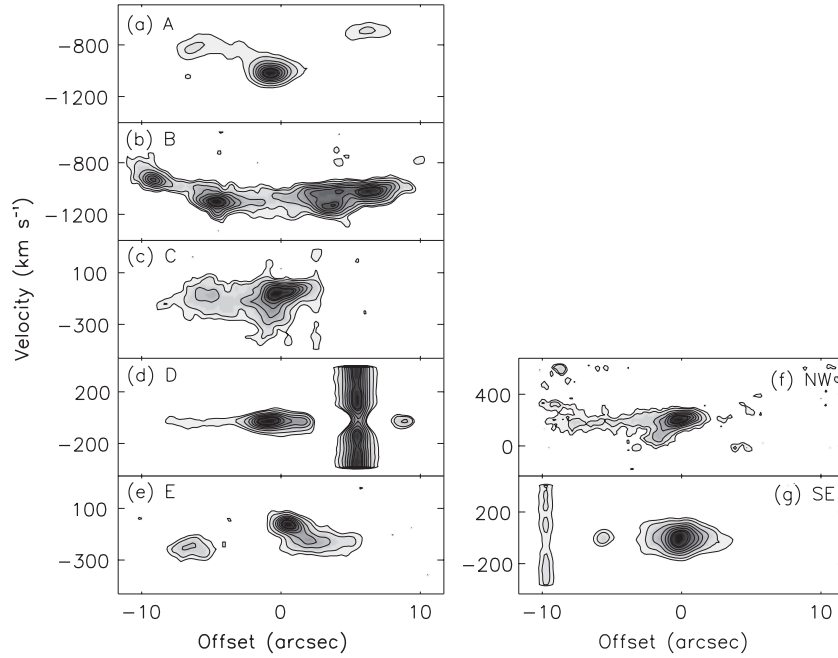 (a) A
−800
−1200
(b) B
−800
−1200
(c) C
100
−300
Velocity (km s⁻¹)
(d) D
200
−200
(f) NW
400
0
(e) E
100
−300
(g) SE
200
−200
−10 0 10
−10 0 10
Offset (arcsec)
Offset (arcsec)